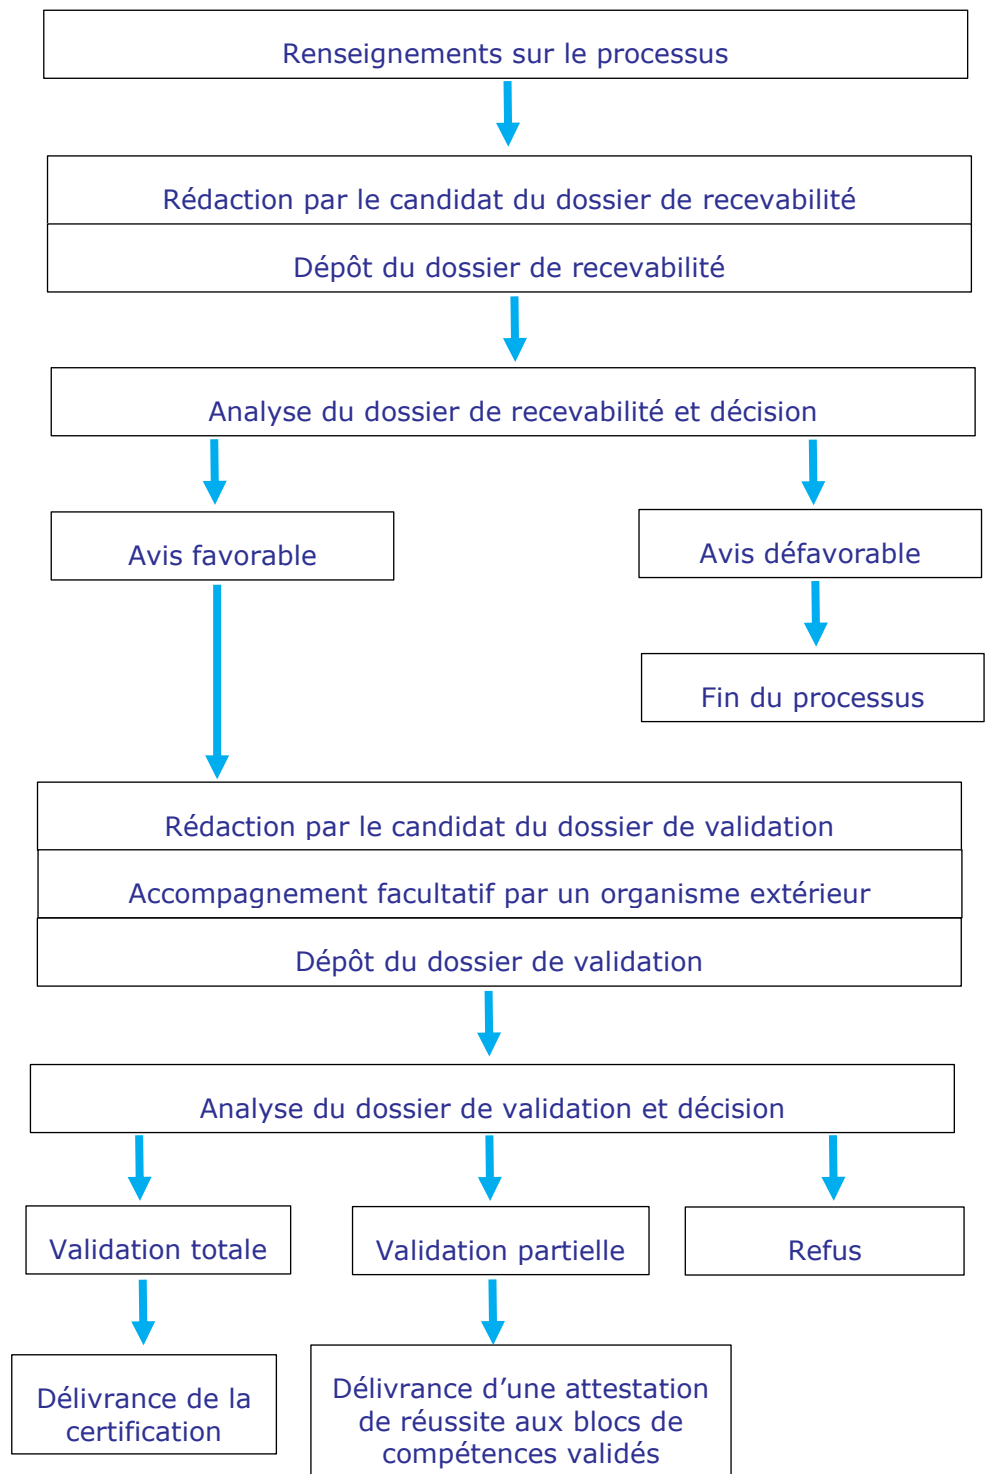 Renseignements sur le processus
Rédaction par le candidat du dossier de recevabilité
Dépôt du dossier de recevabilité
Analyse du dossier de recevabilité et décision
Avis favorable
Avis défavorable
Fin du processus
Rédaction par le candidat du dossier de validation
Accompagnement facultatif par un organisme extérieur
Dépôt du dossier de validation
Analyse du dossier de validation et décision
Validation totale
Validation partielle
Refus
Délivrance de la
certification
Délivrance d’une attestation
de réussite aux blocs de
compétences validés